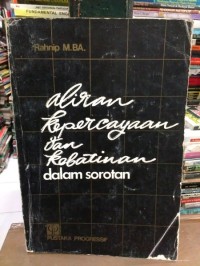 Rahnip M.BA.
aliran
kepercayaan
dan
kebatinan
dalam sorotan
PUSTAKA PROGRESSIF